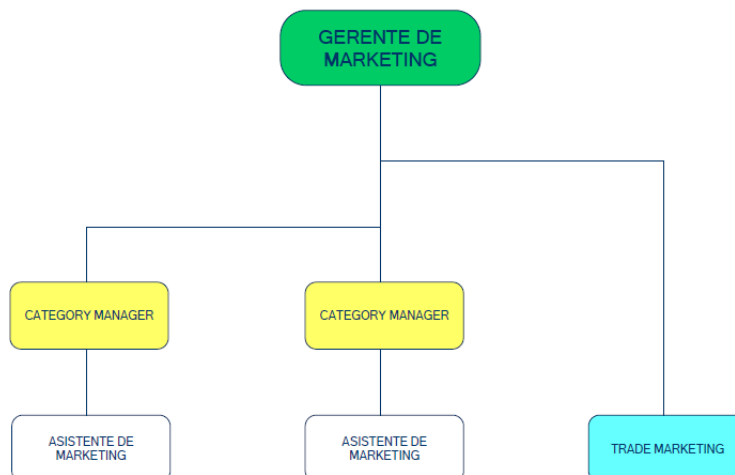 GERENTE DE
MARKETING
CATEGORY MANAGER
CATEGORY MANAGER
ASISTENTE DE
MARKETING
ASISTENTE DE
MARKETING
TRADE MARKETING